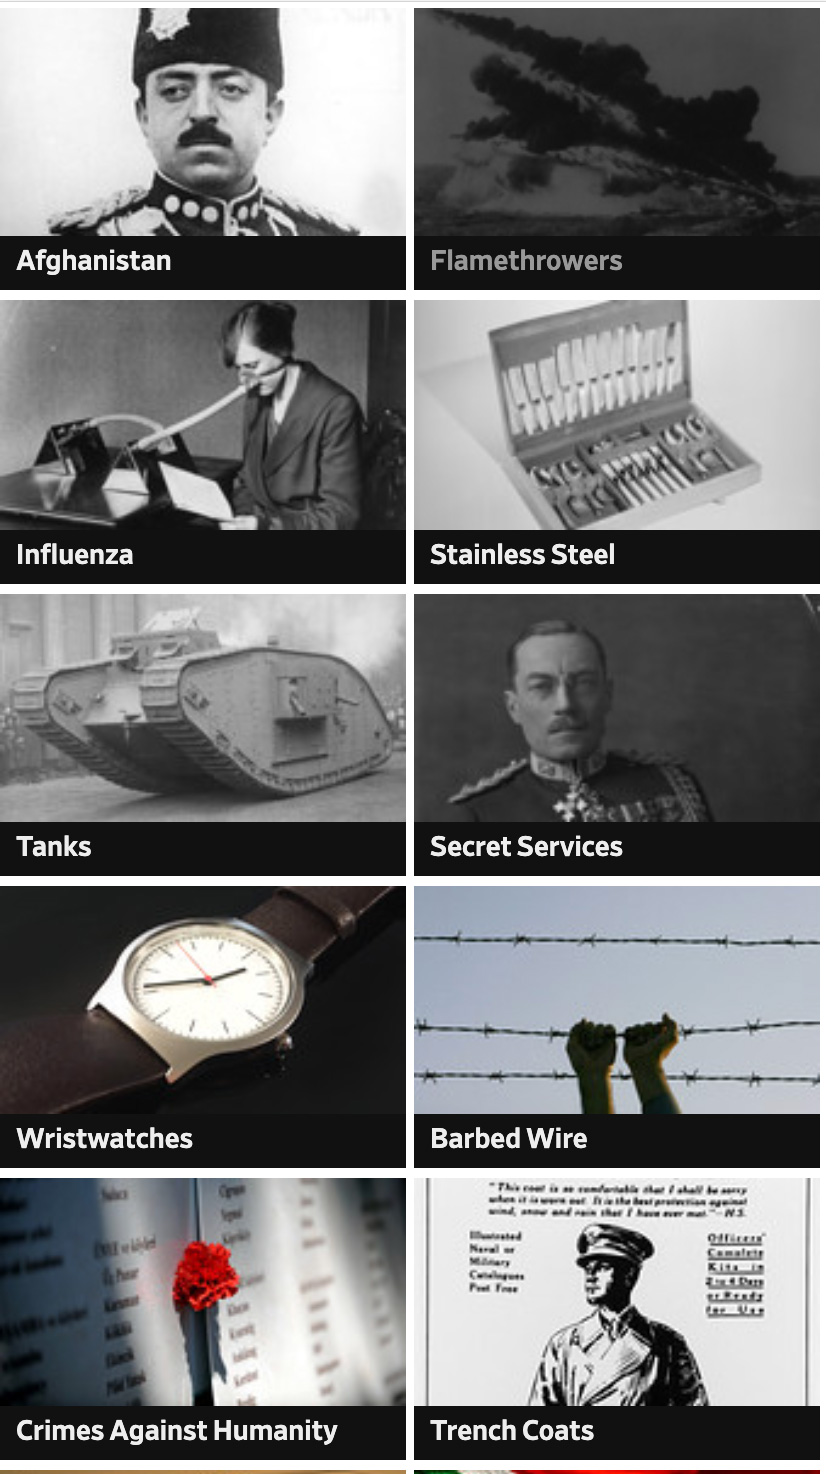 Afghanistan
Flamethrowers
Influenza
Stainless Steel
Tanks
Secret Services
Wristwatches
Barbed Wire
Crimes Against Humanity
"This coat is so comfortable that I shall be sorry
when it is worn out. It is the best protection against
wind, snow and rain that I have ever met."—H.S.
Illustrated
Naval or
Military
Catalogues
Post Free
Officers'
Complete
Kits in
2 to 4 Days
or Ready
for Use
Trench Coats